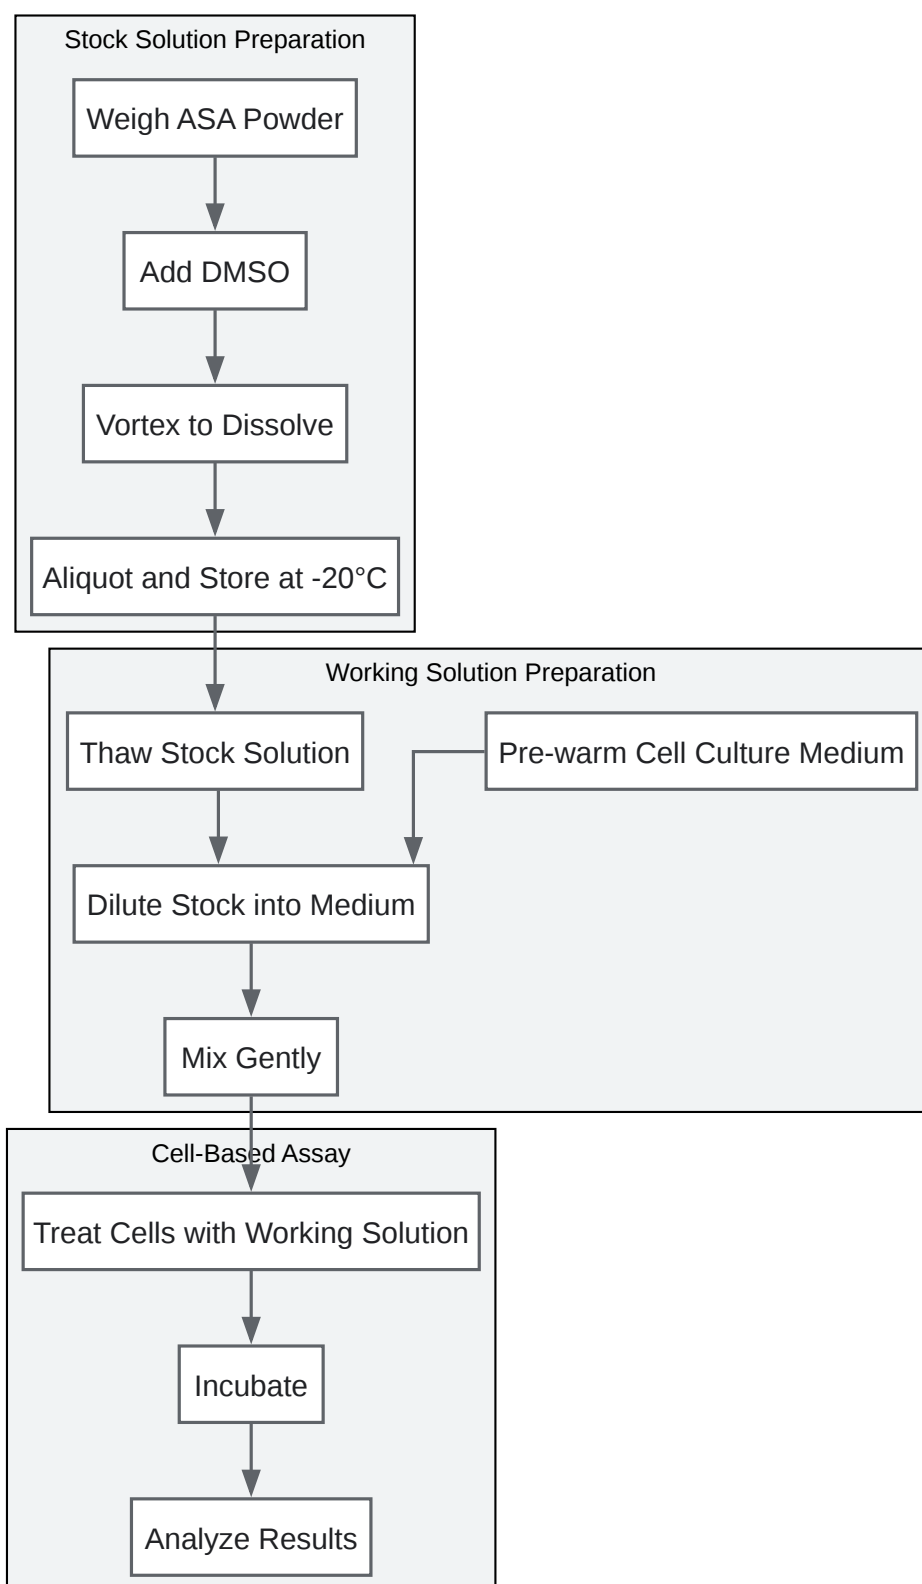 Stock Solution Preparation
Weigh ASA Powder
Add DMSO
Vortex to Dissolve
Aliquot and Store at -20°C
Working Solution Preparation
Thaw Stock Solution
Pre-warm Cell Culture Medium
Dilute Stock into Medium
Mix Gently
Cell-Based Assay
Treat Cells with Working Solution
Incubate
Analyze Results